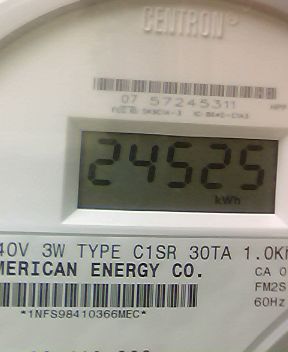 CENTRON
07 57245311
24525
kWh
40V 3W TYPE C1SR 30TA 1.0Kh
MERICAN ENERGY CO.
CA 0
FM2S
60Hz
*1NFS98410366MEC*